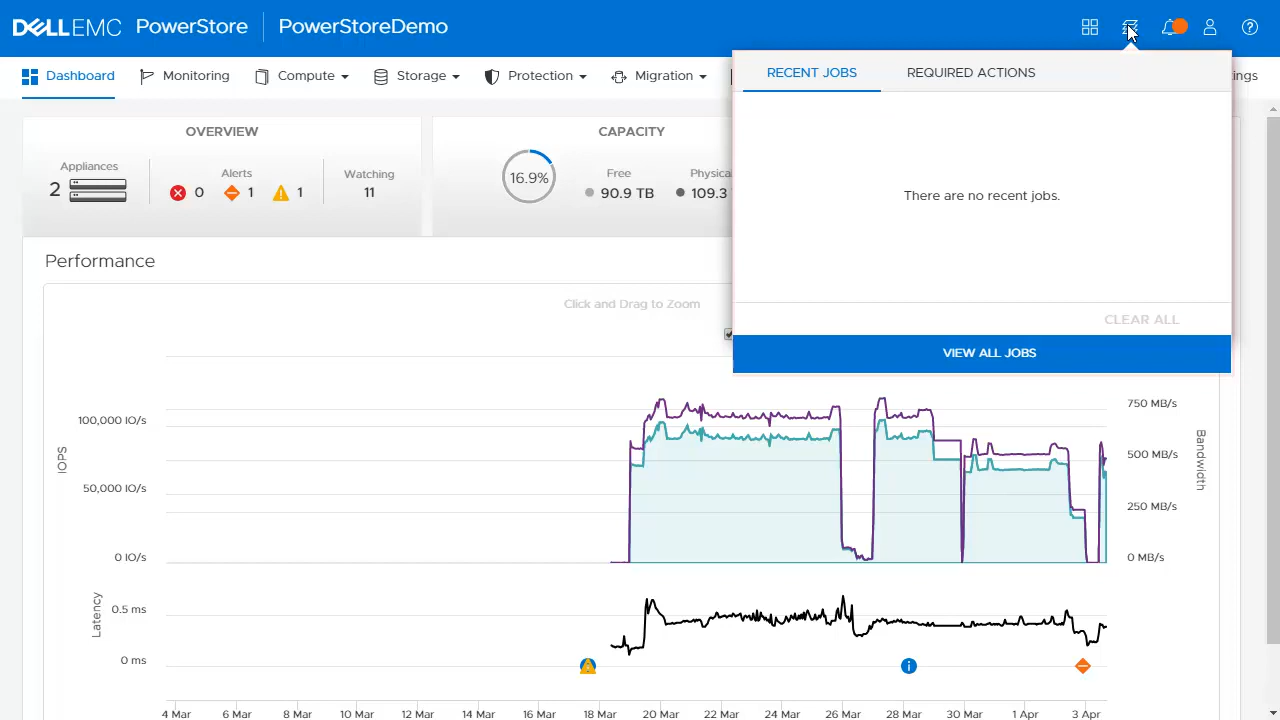 DELLEMC PowerStore PowerStoreDemo
Dashboard Monitoring Compute Storage Protection Migration ngs
RECENT JOBS REQUIRED ACTIONS
There are no recent jobs.
CLEAR ALL
VIEW ALL JOBS
OVERVIEW
Appliances
2
Alerts
0 1 1
Watching
11
CAPACITY
16.9%
Free
90.9 TB
Physica
109.3
Performance
Click and Drag to Zoom
IOPS
100,000 IO/s
50,000 IO/s
0 IO/s
750 MB/s
500 MB/s
250 MB/s
0 MB/s
Bandwidth
Latency
0.5 ms
0 ms
4 Mar 6 Mar 8 Mar 10 Mar 12 Mar 14 Mar 16 Mar 18 Mar 20 Mar 22 Mar 24 Mar 26 Mar 28 Mar 30 Mar 1 Apr 3 Apr